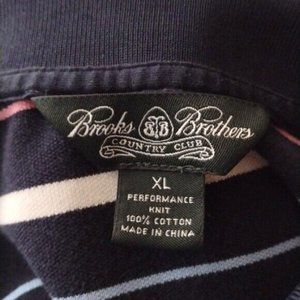 Brooks Brothers
COUNTRY CLUB
XL
PERFORMANCE
KNIT
100% COTTON
MADE IN CHINA